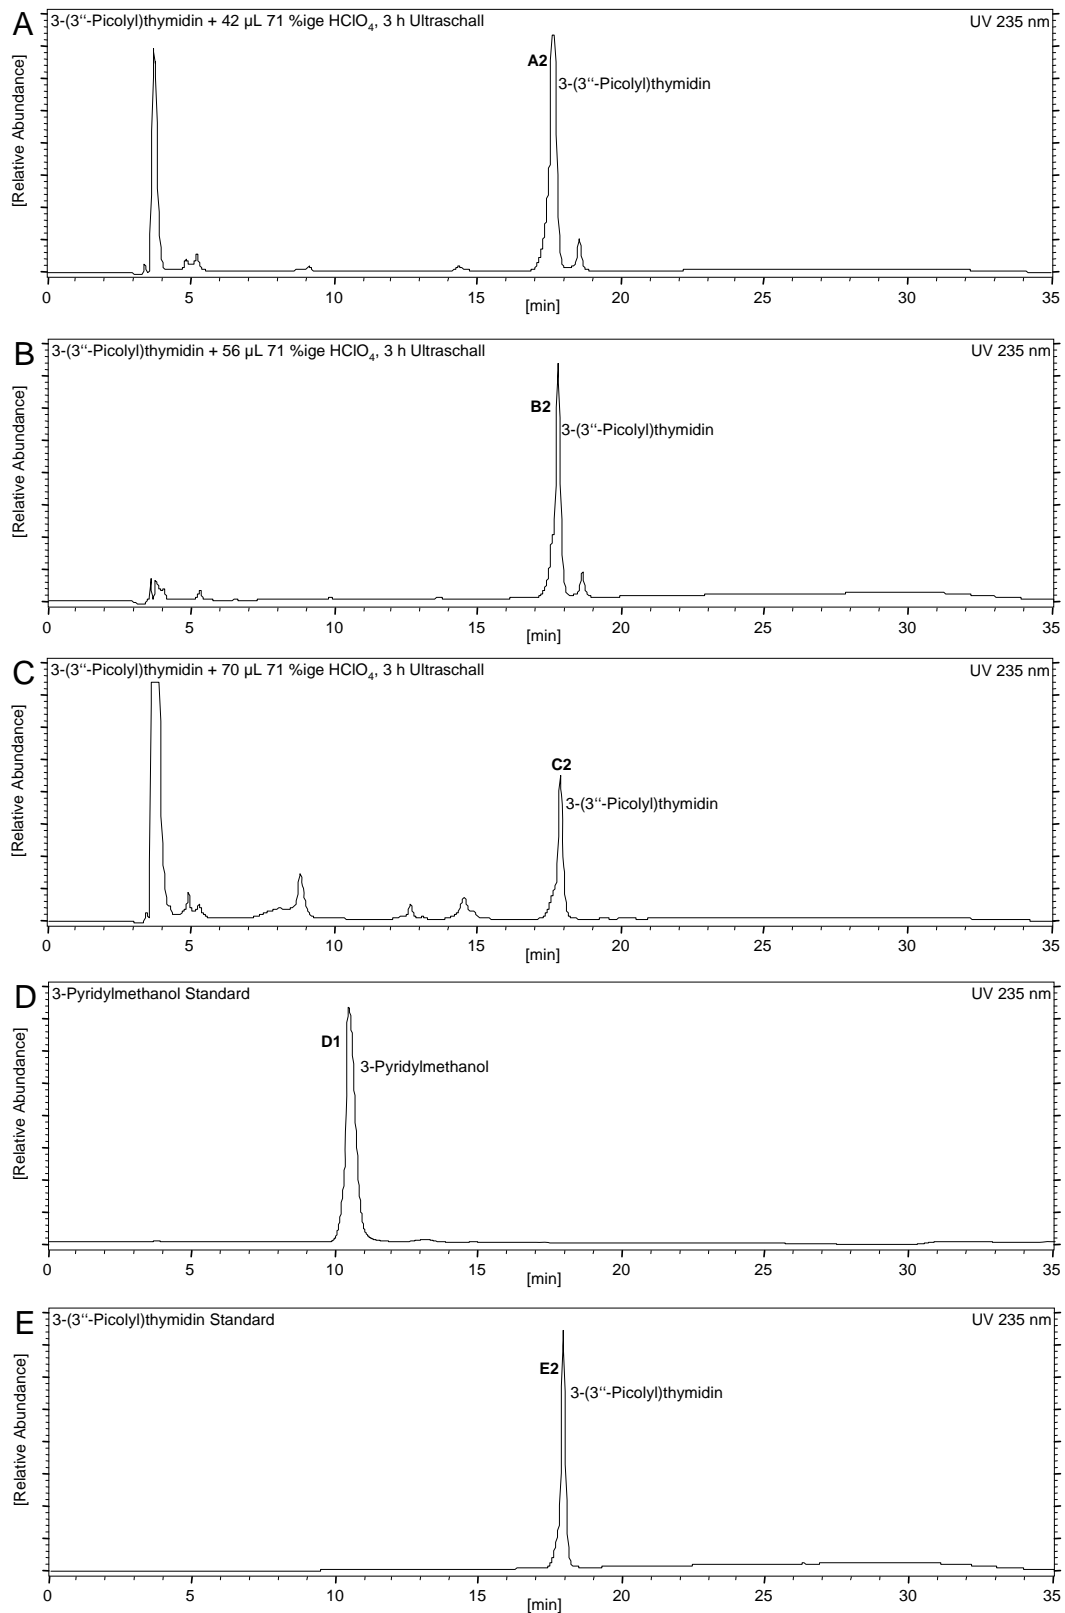 A
3-(3“-Picolyl)thymidin + 42 µL 71 %ige HClO4, 3 h Ultraschall UV 235 nm
[Relative Abundance]
A2
3-(3“-Picolyl)thymidin
0 5 10 15 20 25 30 35
[min]
B
3-(3“-Picolyl)thymidin + 56 µL 71 %ige HClO4, 3 h Ultraschall UV 235 nm
[Relative Abundance]
B2
3-(3“-Picolyl)thymidin
0 5 10 15 20 25 30 35
[min]
C
3-(3“-Picolyl)thymidin + 70 µL 71 %ige HClO4, 3 h Ultraschall UV 235 nm
[Relative Abundance]
C2
3-(3“-Picolyl)thymidin
0 5 10 15 20 25 30 35
[min]
D
3-Pyridylmethanol Standard UV 235 nm
[Relative Abundance]
D1
3-Pyridylmethanol
0 5 10 15 20 25 30 35
[min]
E
3-(3“-Picolyl)thymidin Standard UV 235 nm
[Relative Abundance]
E2
3-(3“-Picolyl)thymidin
0 5 10 15 20 25 30 35
[min]